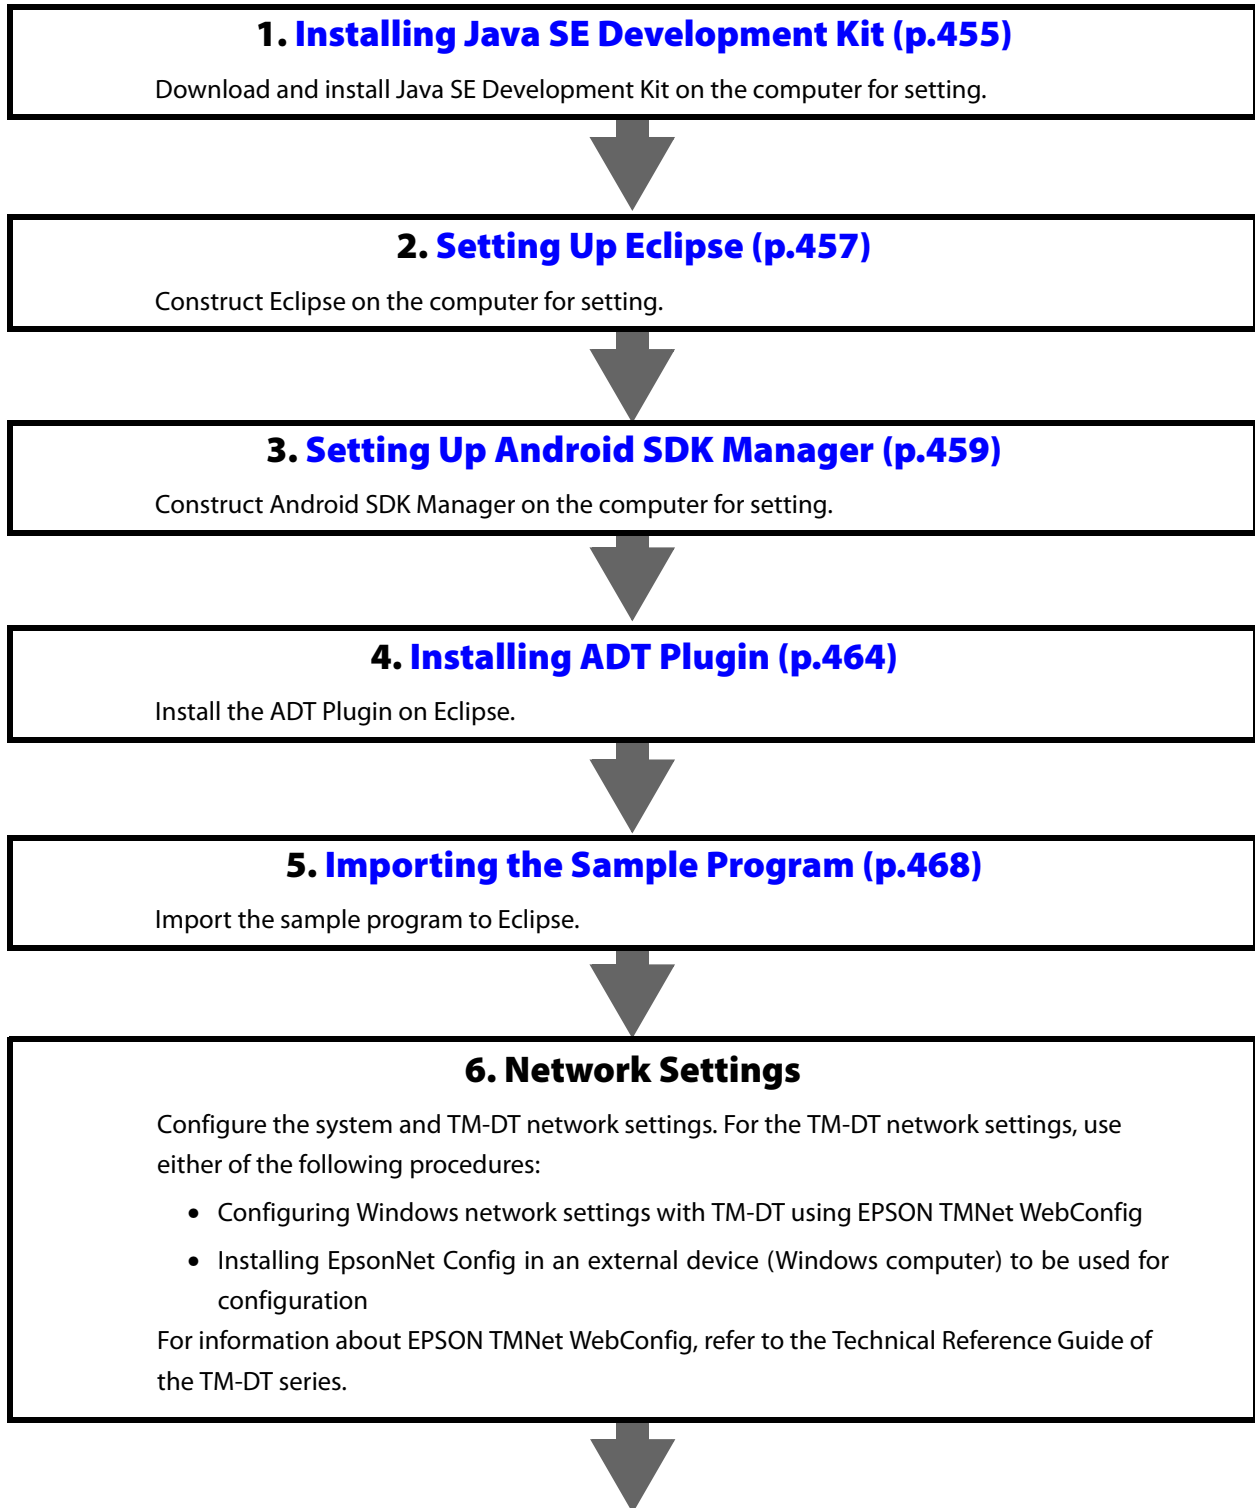 1. Installing Java SE Development Kit (p.455)
Download and install Java SE Development Kit on the computer for setting.
2. Setting Up Eclipse (p.457)
Construct Eclipse on the computer for setting.
3. Setting Up Android SDK Manager (p.459)
Construct Android SDK Manager on the computer for setting.
4. Installing ADT Plugin (p.464)
Install the ADT Plugin on Eclipse.
5. Importing the Sample Program (p.468)
Import the sample program to Eclipse.
6. Network Settings
Configure the system and TM-DT network settings. For the TM-DT network settings, use
either of the following procedures:
• Configuring Windows network settings with TM-DT using EPSON TMNet WebConfig
• Installing EpsonNet Config in an external device (Windows computer) to be used for
configuration
For information about EPSON TMNet WebConfig, refer to the Technical Reference Guide of
the TM-DT series.